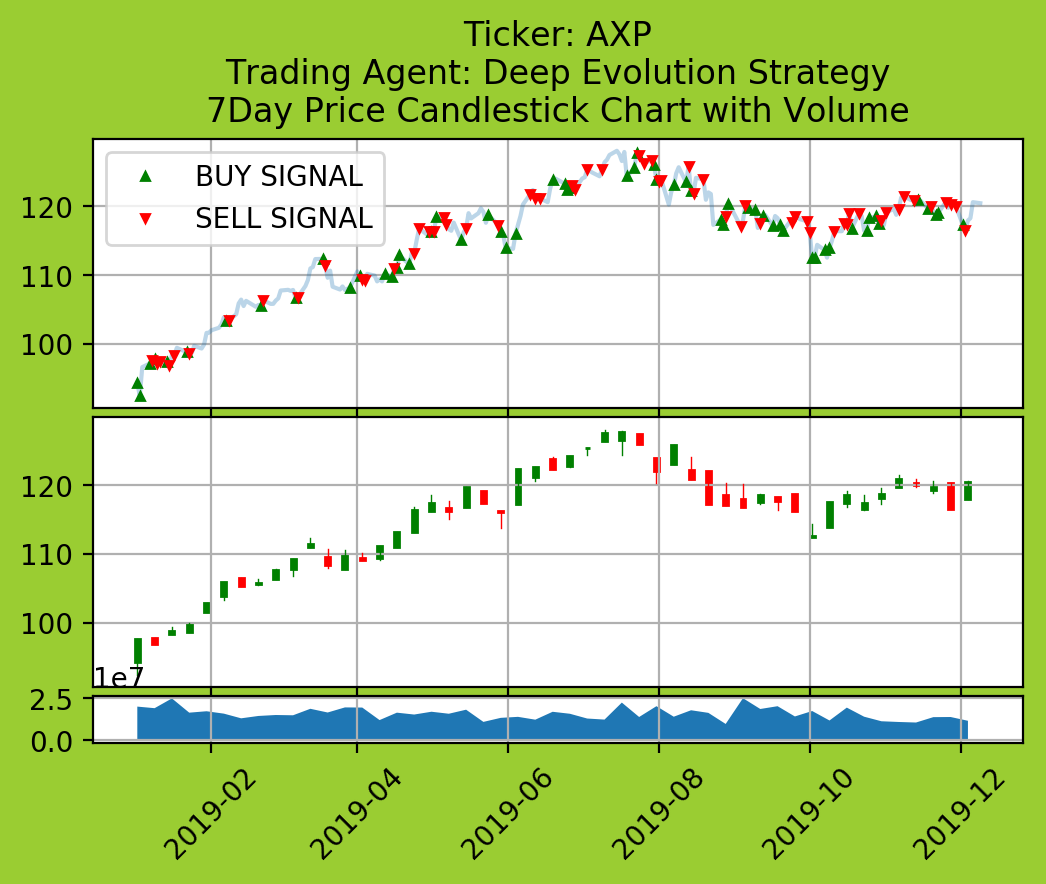 Ticker: AXP
Trading Agent: Deep Evolution Strategy
7Day Price Candlestick Chart with Volume
BUY SIGNAL
SELL SIGNAL
120
110
100
120
110
100
1e7
2.5
0.0
2019-02
2019-04
2019-06
2019-08
2019-10
2019-12